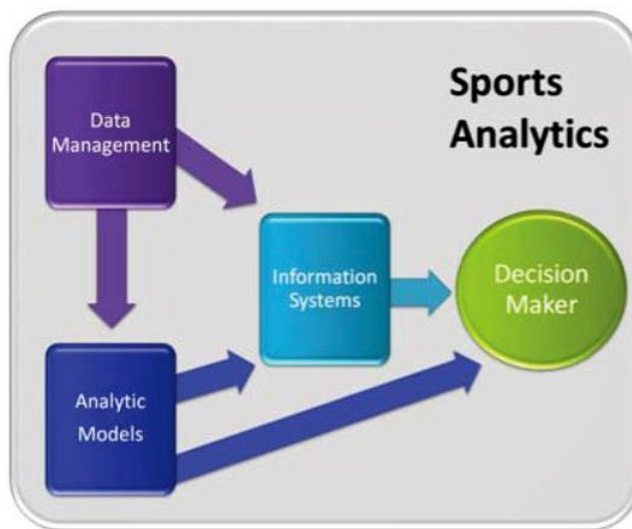 Sports
Analytics
Data
Management
Information
Systems
Decision
Maker
Analytic
Models